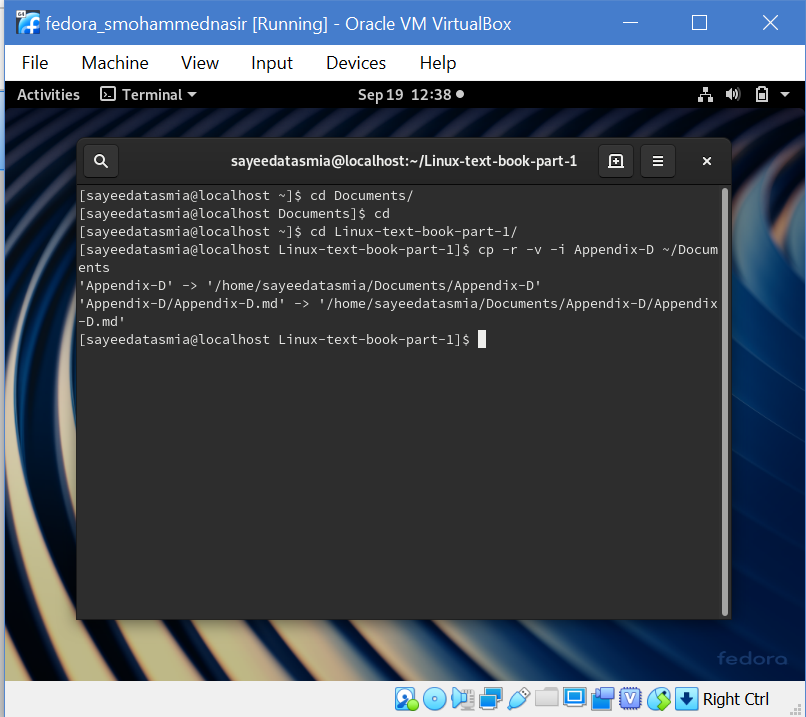 fedora_smohammednasir [Running] - Oracle VM VirtualBox
File Machine View Input Devices Help
Activities Terminal Sep 19 12:38
sayeedatasmia@localhost:~/Linux-text-book-part-1
[sayeedatasmia@localhost ~]$ cd Documents/
[sayeedatasmia@localhost Documents]$ cd
[sayeedatasmia@localhost ~]$ cd Linux-text-book-part-1/
[sayeedatasmia@localhost Linux-text-book-part-1]$ cp -r -v -i Appendix-D ~/Docum
ents
'Appendix-D' -> '/home/sayeedatasmia/Documents/Appendix-D'
'Appendix-D/Appendix-D.md' -> '/home/sayeedatasmia/Documents/Appendix-D/Appendix
-D.md'
[sayeedatasmia@localhost Linux-text-book-part-1]$
fedora
Right Ctrl